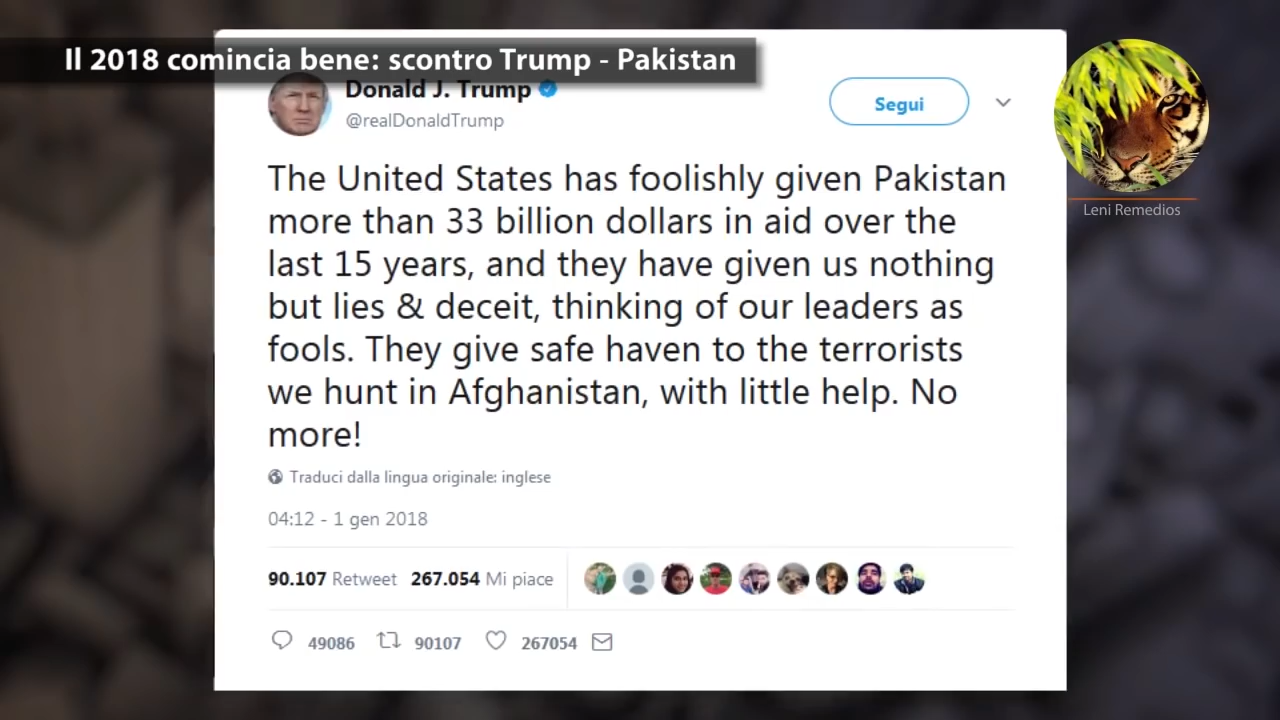 Il 2018 comincia bene: scontro Trump - Pakistan
Donald J. Trump
@realDonaldTrump
Segui
Leni Remedios
The United States has foolishly given Pakistan
more than 33 billion dollars in aid over the
last 15 years, and they have given us nothing
but lies & deceit, thinking of our leaders as
fools. They give safe haven to the terrorists
we hunt in Afghanistan, with little help. No
more!
Traduci dalla lingua originale: inglese
04:12 - 1 gen 2018
90.107 Retweet 267.054 Mi piace
49086 90107 267054